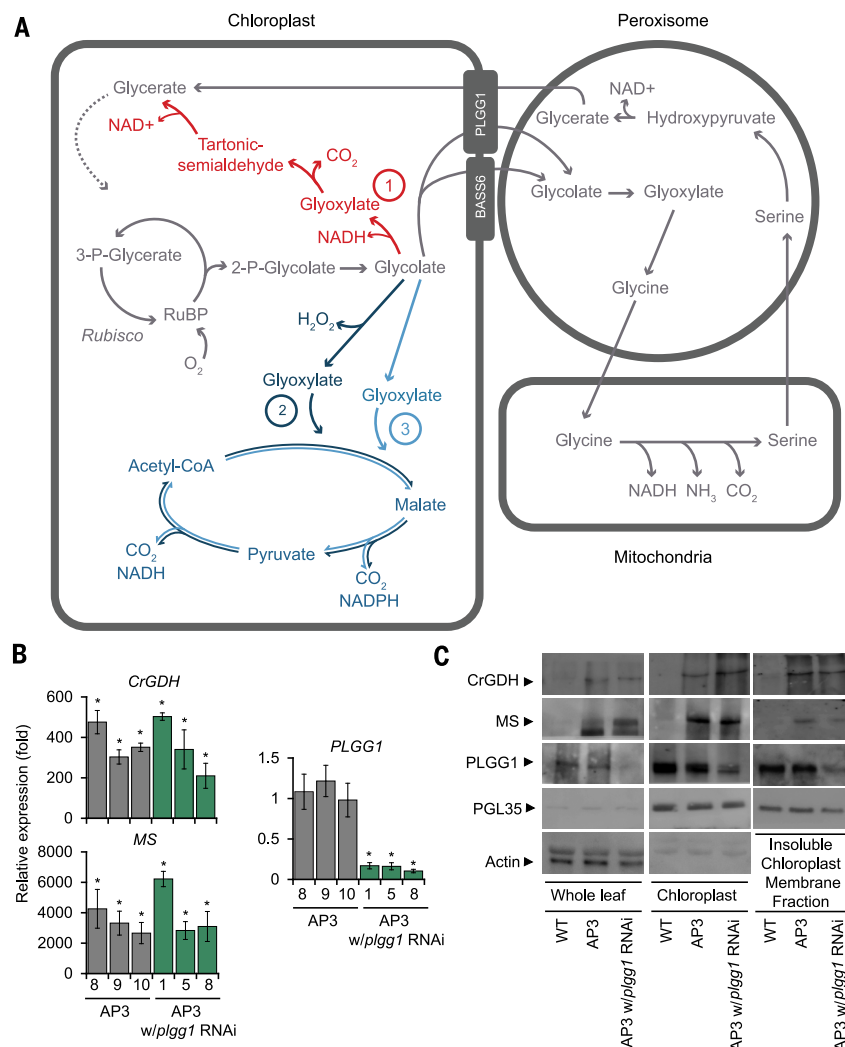 A
Chloroplast
Peroxisome
Glycerate
NAD+
Tartonic-
semialdehyde
CO2
Glyoxylate
1
NADH
3-P-Glycerate
RuBP
Rubisco
O2
2-P-Glycolate
Glycolate
PLGG1
BASS6
NAD+
Glycerate
Hydroxypyruvate
Glycolate
Glyoxylate
Serine
Glycine
H2O2
Glyoxylate
2
Glyoxylate
3
Acetyl-CoA
Malate
Pyruvate
CO2
NADH
CO2
NADPH
Glycine
Serine
NADH
NH3
CO2
Mitochondria
B
CrGDH
Relative expression (fold)
600
400
200
0
* * * * * *
MS
8000
6000
4000
2000
0
* * * * * *
8 9 10 1 5 8
AP3
AP3
w/plgg1 RNAi
PLGG1
1.5
1
0.5
0
* * *
8 9 10 1 5 8
AP3
AP3
w/plgg1 RNAi
C
CrGDH
MS
PLGG1
PGL35
Actin
Whole leaf
Chloroplast
Insoluble
Chloroplast
Membrane
Fraction
WT
AP3
AP3 w/plgg1 RNAi
WT
AP3
AP3 w/plgg1 RNAi
WT
AP3
AP3 w/plgg1 RNAi